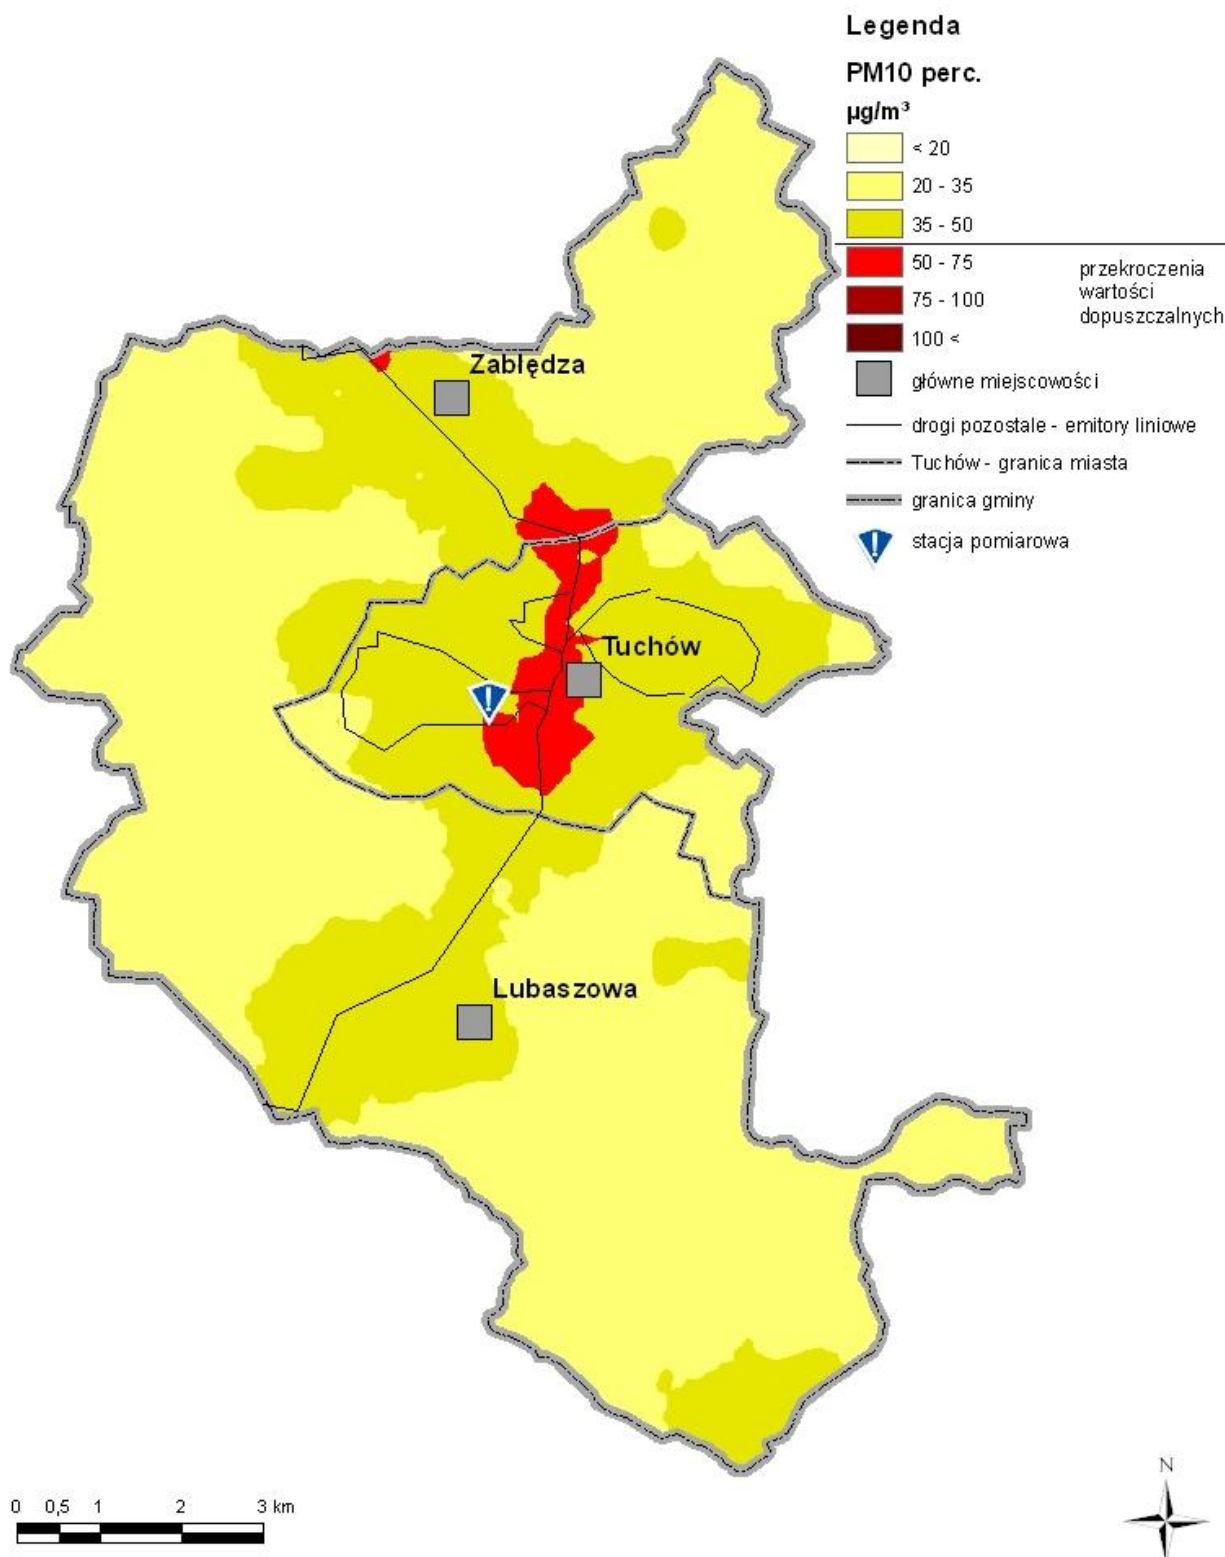 Legenda
PM10 perc.
µg/m³
< 20
20 - 35
35 - 50
50 - 75
75 - 100
100 <
przekroczenia
wartości
dopuszczalnych
główne miejscowości
drogi pozostałe - emitory liniowe
Tuchów - granica miasta
granica gminy
stacja pomiarowa
Zabłędza
Tuchów
Lubaszowa
0 0,5 1 2 3 km
N